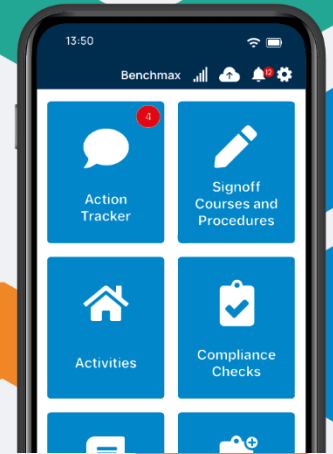 13:50
Benchmax
12
4
Action
Tracker
Signoff
Courses and
Procedures
Activities
Compliance
Checks